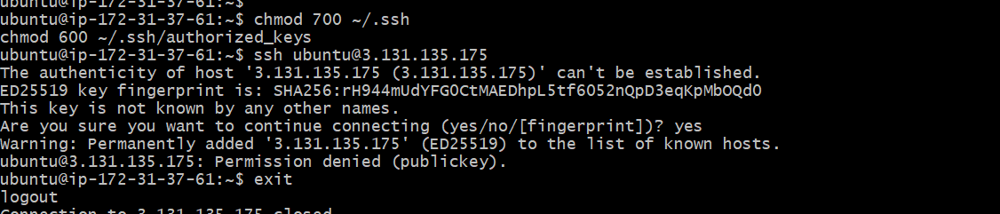 ubuntu@ip-172-31-37-61:~$
ubuntu@ip-172-31-37-61:~$ chmod 700 ~/.ssh
chmod 600 ~/.ssh/authorized_keys
ubuntu@ip-172-31-37-61:~$ ssh ubuntu@3.131.135.175
The authenticity of host '3.131.135.175 (3.131.135.175)' can't be established.
ED25519 key fingerprint is: SHA256:rH944mUdYFG0CtMAEDhpL5tf6O52nQpD3eqKpMbOQd0
This key is not known by any other names.
Are you sure you want to continue connecting (yes/no/[fingerprint])? yes
Warning: Permanently added '3.131.135.175' (ED25519) to the list of known hosts.
ubuntu@3.131.135.175: Permission denied (publickey).
ubuntu@ip-172-31-37-61:~$ exit
logout
Connection to 3.131.135.175 closed